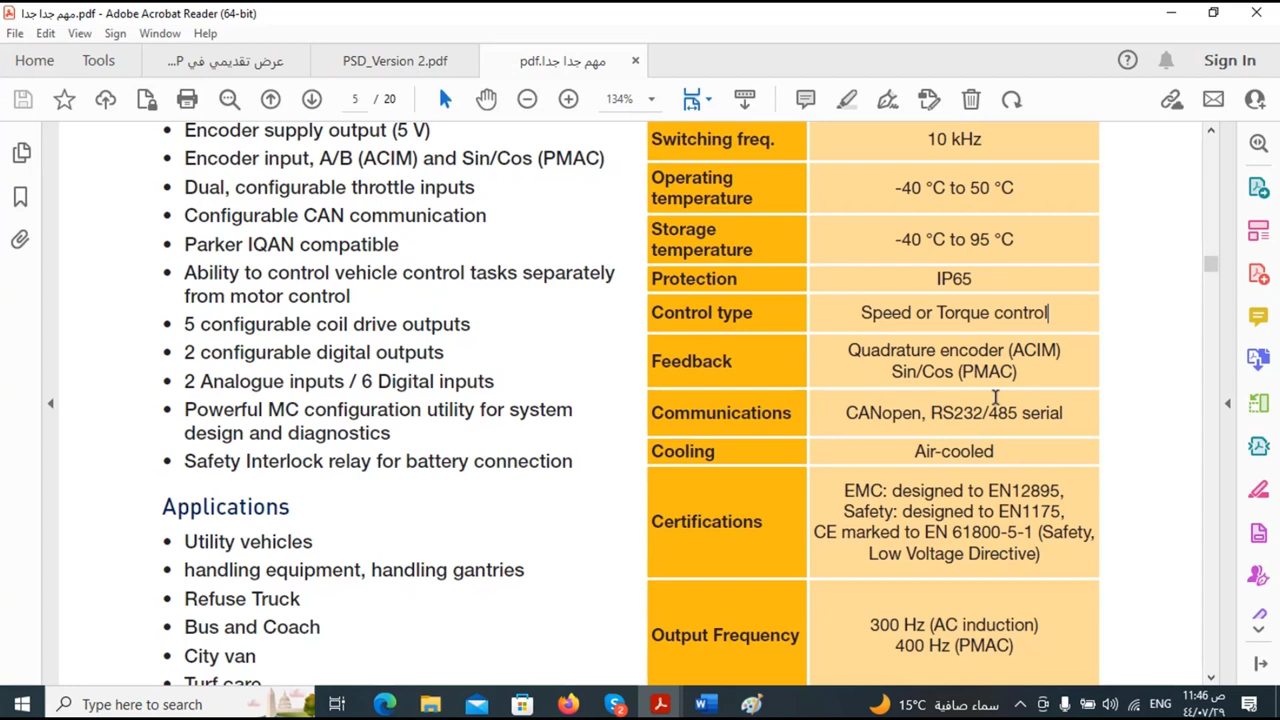 مهم جدا جدا.pdf - Adobe Acrobat Reader (64-bit)
File Edit View Sign Window Help
Home Tools
عرض تقديمي في P...
PSD_Version 2.pdf
مهم جدا جدا.pdf
Sign In
5 / 20
134%
Encoder supply output (5 V)
Encoder input, A/B (ACIM) and Sin/Cos (PMAC)
Dual, configurable throttle inputs
Configurable CAN communication
Parker IQAN compatible
Ability to control vehicle control tasks separately
from motor control
5 configurable coil drive outputs
2 configurable digital outputs
2 Analogue inputs / 6 Digital inputs
Powerful MC configuration utility for system
design and diagnostics
Safety Interlock relay for battery connection
Applications
Utility vehicles
handling equipment, handling gantries
Refuse Truck
Bus and Coach
City van
Turf care
Switching freq. 10 kHz
Operating
temperature
-40 °C to 50 °C
Storage
temperature
-40 °C to 95 °C
Protection IP65
Control type Speed or Torque control
Feedback
Quadrature encoder (ACIM)
Sin/Cos (PMAC)
Communications CANopen, RS232/485 serial
Cooling Air-cooled
Certifications
EMC: designed to EN12895,
Safety: designed to EN1175,
CE marked to EN 61800-5-1 (Safety,
Low Voltage Directive)
Output Frequency
300 Hz (AC induction)
400 Hz (PMAC)
Type here to search
2
15°C سماء صافية
ENG
11:46 ص
٤٤/٠٧/٢٩